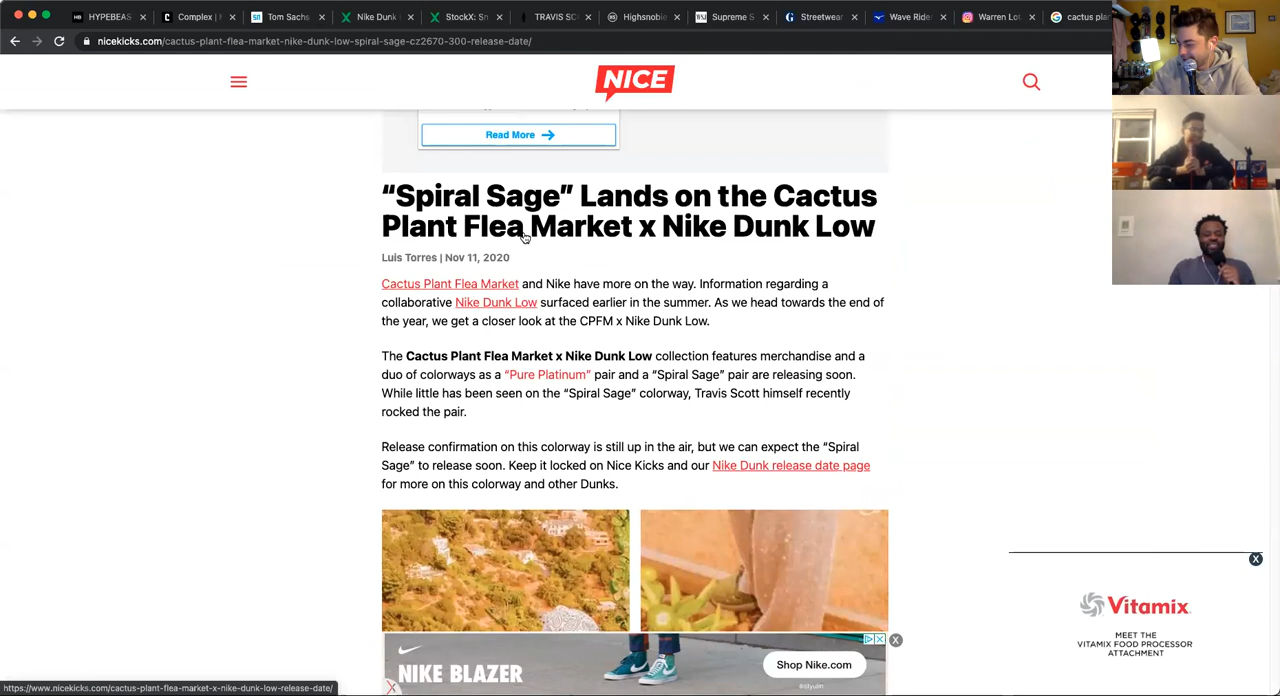 HYPEBEAS
Complex |
Tom Sachs
Nike Dunk
StockX: Sn
TRAVIS SC
Highsnobie
Supreme S
Streetwear
Wave Ride
Warren Lot
cactus plan
nicekicks.com/cactus-plant-flea-market-nike-dunk-low-spiral-sage-cz2670-300-release-date/
NICE
Read More →
“Spiral Sage” Lands on the Cactus
Plant Flea Market x Nike Dunk Low
Luis Torres | Nov 11, 2020
Cactus Plant Flea Market and Nike have more on the way. Information regarding a
collaborative Nike Dunk Low surfaced earlier in the summer. As we head towards the end of
the year, we get a closer look at the CPFM x Nike Dunk Low.
The Cactus Plant Flea Market x Nike Dunk Low collection features merchandise and a
duo of colorways as a “Pure Platinum” pair and a “Spiral Sage” pair are releasing soon.
While little has been seen on the “Spiral Sage” colorway, Travis Scott himself recently
rocked the pair.
Release confirmation on this colorway is still up in the air, but we can expect the “Spiral
Sage” to release soon. Keep it locked on Nice Kicks and our Nike Dunk release date page
for more on this colorway and other Dunks.
Vitamix
MEET THE
VITAMIX FOOD PROCESSOR
ATTACHMENT
NIKE BLAZER
Shop Nike.com
https://www.nicekicks.com/cactus-plant-flea-market-x-nike-dunk-low-release-date/